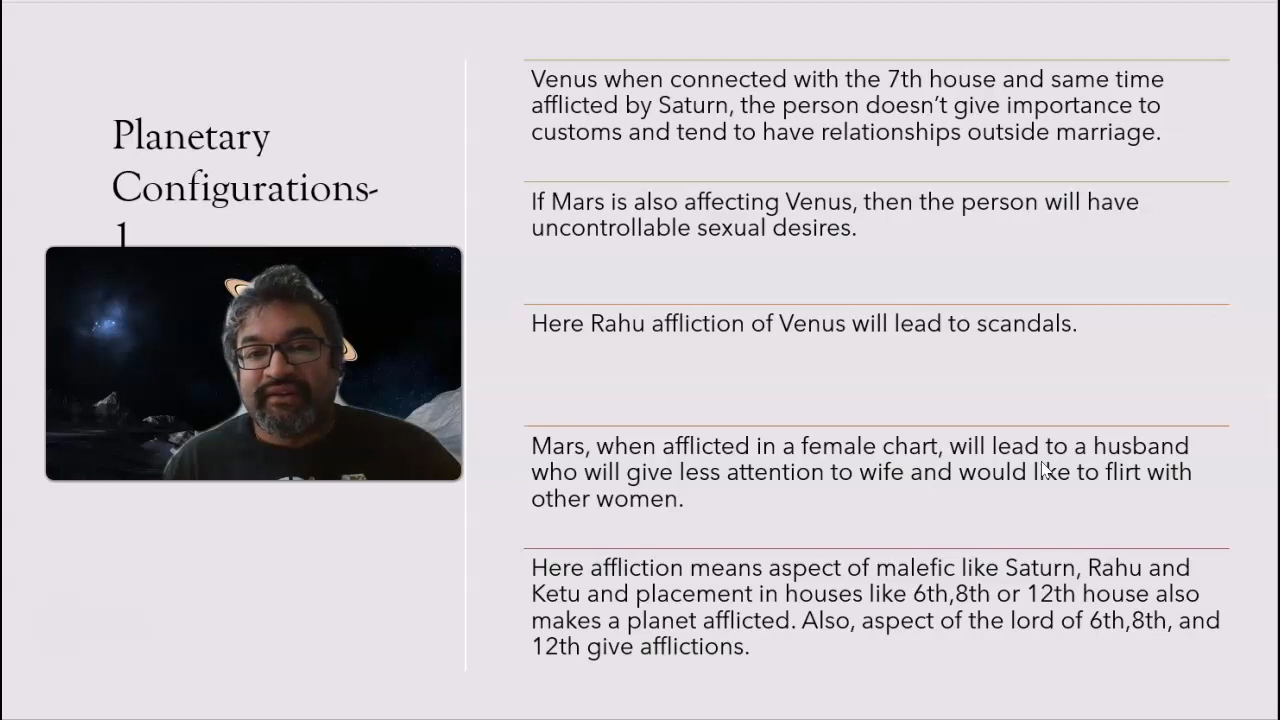 Planetary
Configurations-
1
Venus when connected with the 7th house and same time
afflicted by Saturn, the person doesn’t give importance to
customs and tend to have relationships outside marriage.
If Mars is also affecting Venus, then the person will have
uncontrollable sexual desires.
Here Rahu affliction of Venus will lead to scandals.
Mars, when afflicted in a female chart, will lead to a husband
who will give less attention to wife and would like to flirt with
other women.
Here affliction means aspect of malefic like Saturn, Rahu and
Ketu and placement in houses like 6th,8th or 12th house also
makes a planet afflicted. Also, aspect of the lord of 6th,8th, and
12th give afflictions.